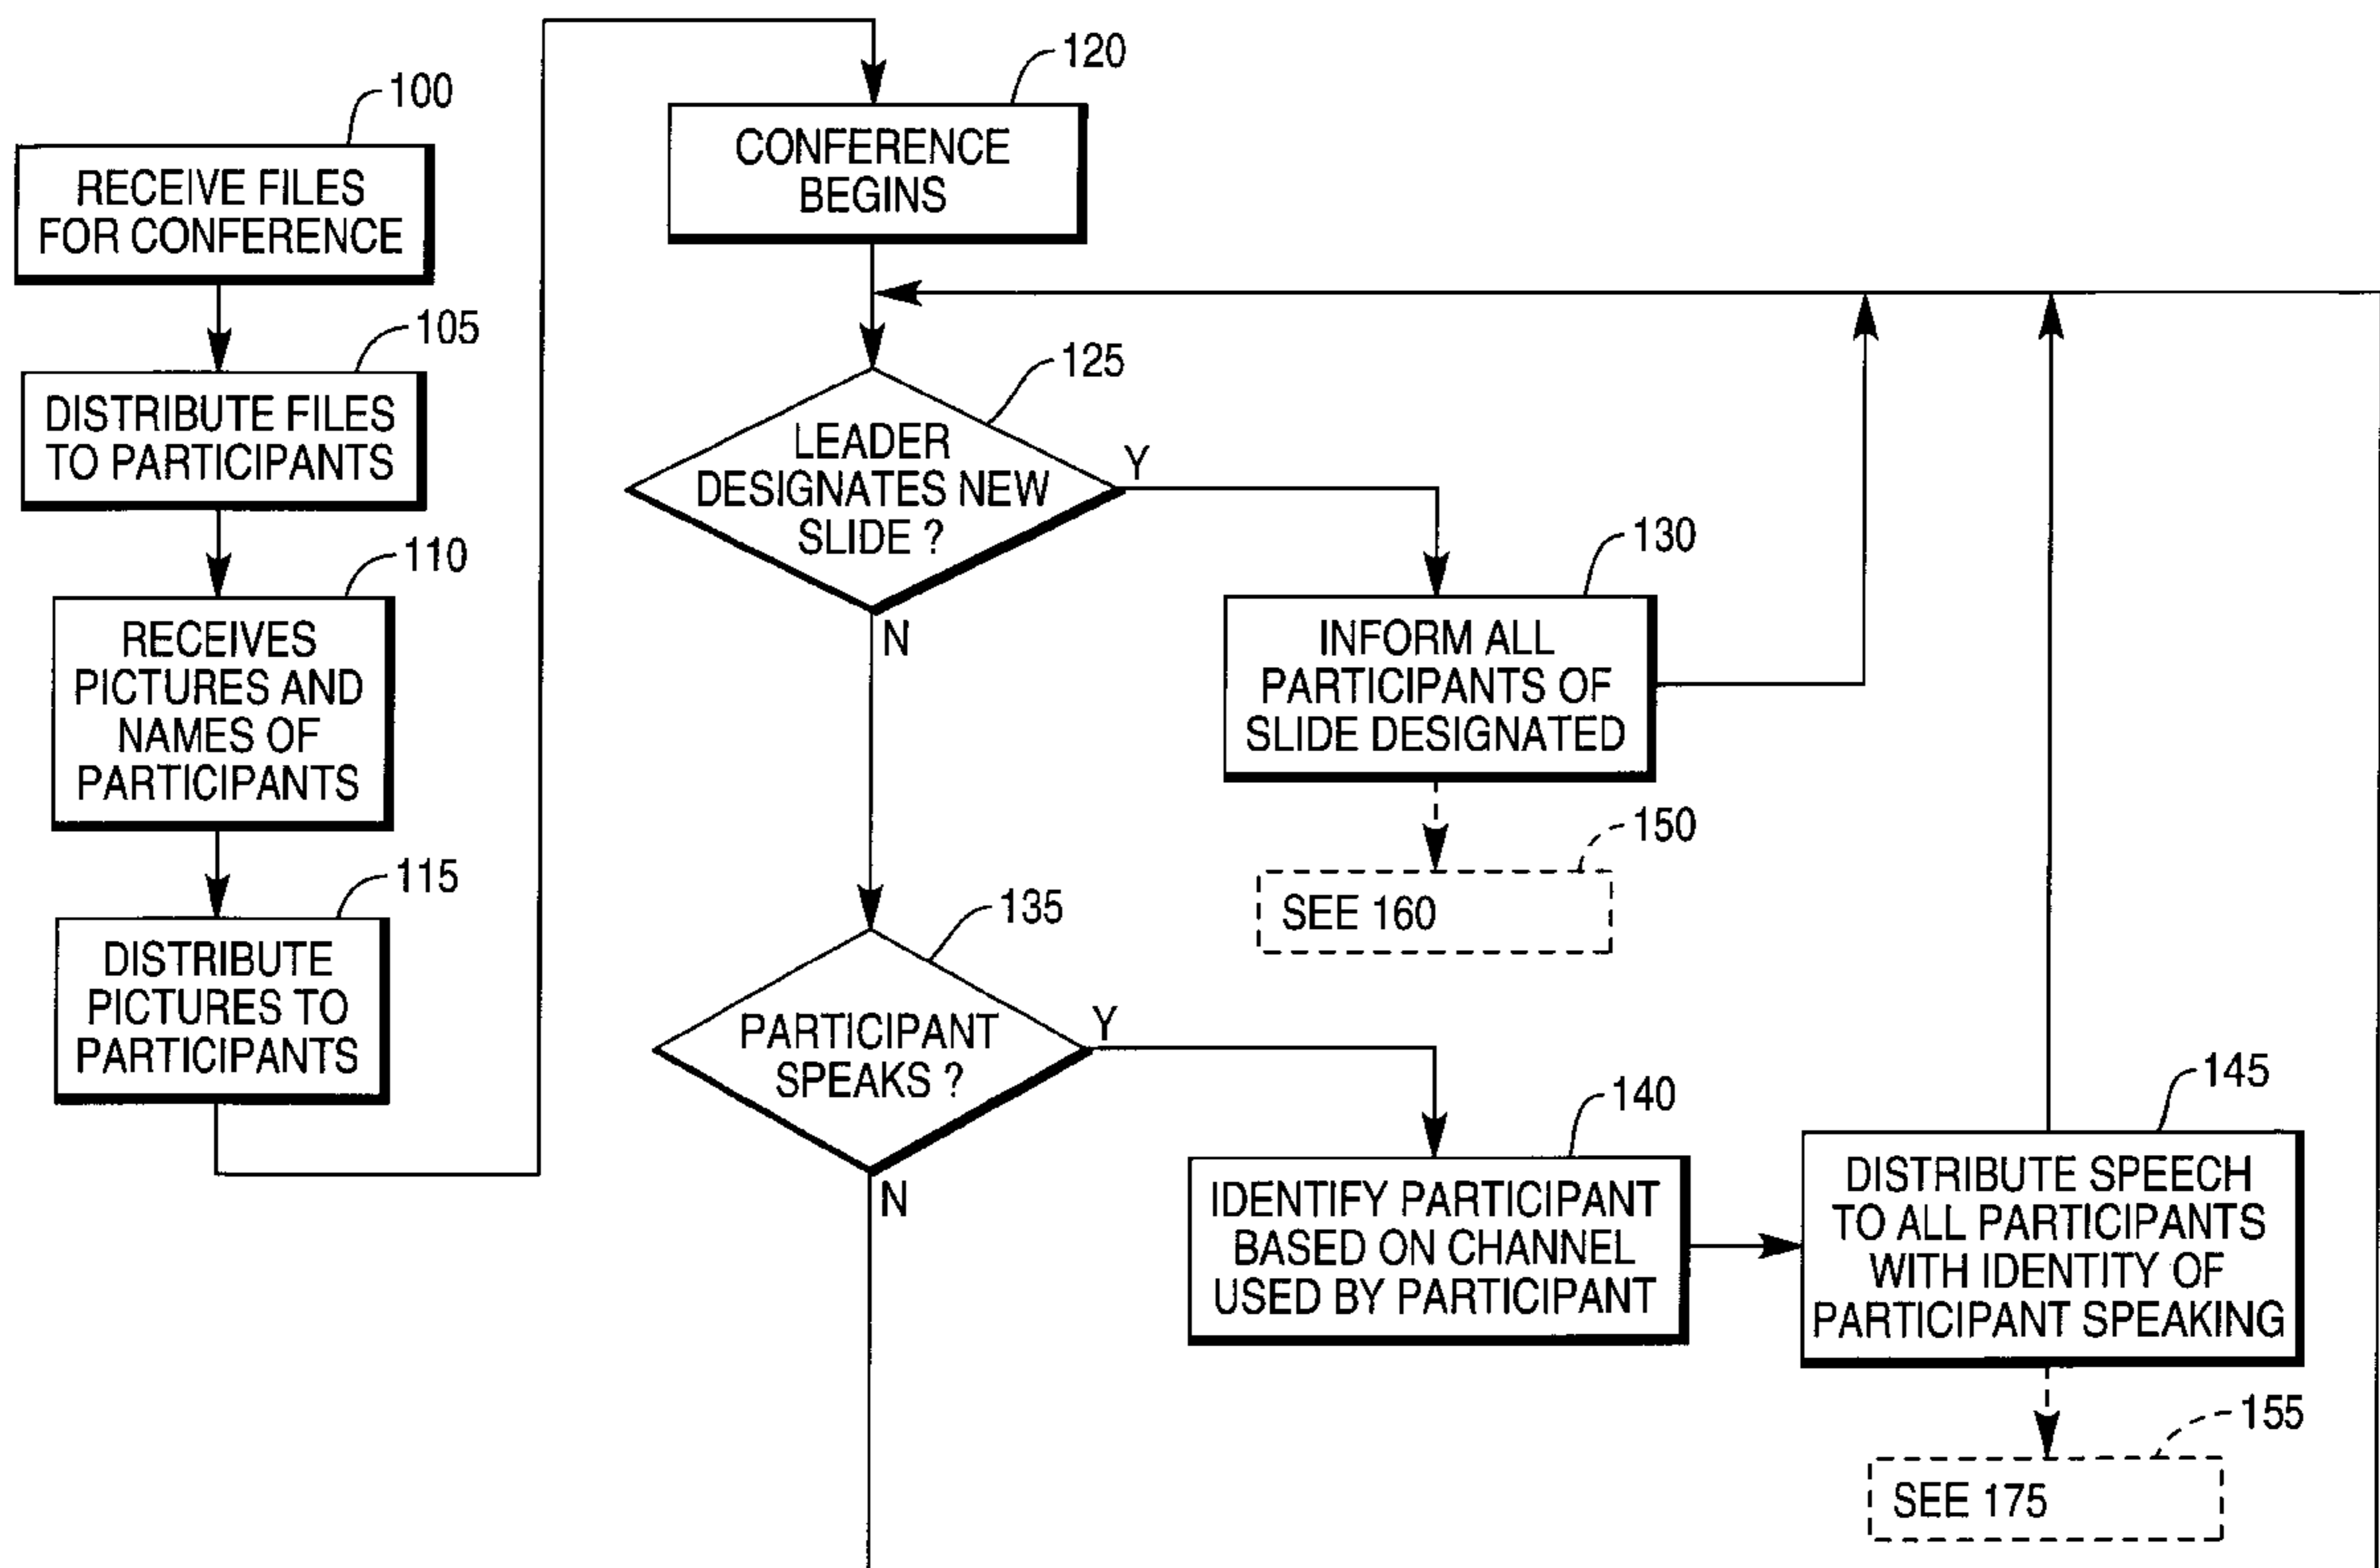 100
RECEIVE FILES
FOR CONFERENCE
105
DISTRIBUTE FILES
TO PARTICIPANTS
110
RECEIVES
PICTURES AND
NAMES OF
PARTICIPANTS
115
DISTRIBUTE
PICTURES TO
PARTICIPANTS
120
CONFERENCE
BEGINS
125
LEADER
DESIGNATES NEW
SLIDE ?
Y
N
130
INFORM ALL
PARTICIPANTS OF
SLIDE DESIGNATED
150
SEE 160
135
PARTICIPANT
SPEAKS ?
Y
N
140
IDENTIFY PARTICIPANT
BASED ON CHANNEL
USED BY PARTICIPANT
145
DISTRIBUTE SPEECH
TO ALL PARTICIPANTS
WITH IDENTITY OF
PARTICIPANT SPEAKING
155
SEE 175